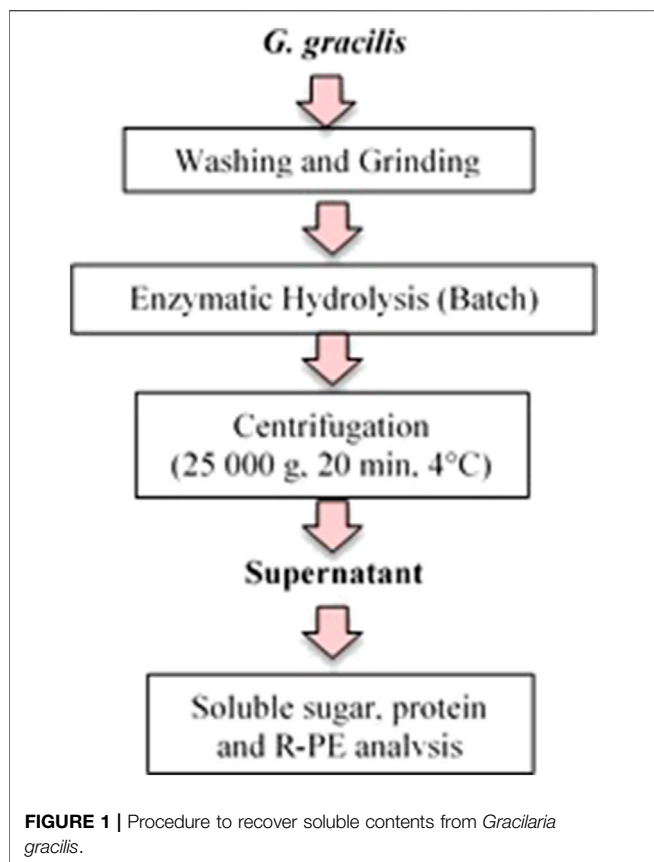 G. gracilis
Washing and Grinding
Enzymatic Hydrolysis (Batch)
Centrifugation
(25 000 g, 20 min, 4°C)
Supernatant
Soluble sugar, protein
and R-PE analysis
FIGURE 1 | Procedure to recover soluble contents from Gracilaria
gracilis.